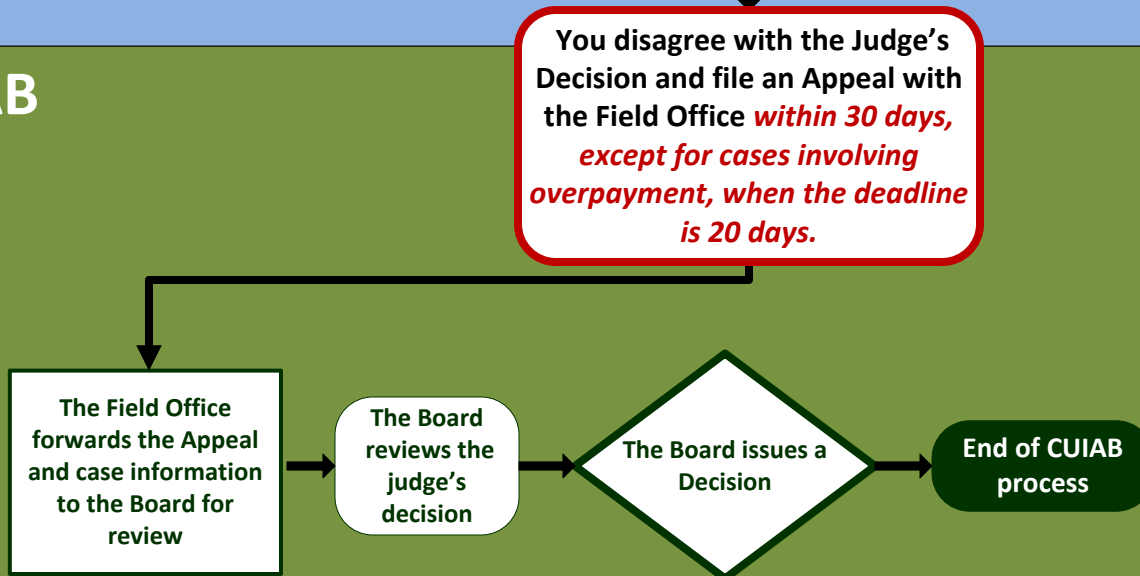 You disagree with the Judge's
Decision and file an Appeal with
the Field Office within 30 days,
except for cases involving
overpayment, when the deadline
is 20 days.
The Field Office
forwards the Appeal
and case information
to the Board for
review
The Board
reviews the
judge's
decision
The Board issues a
Decision
End of CUIAB
process